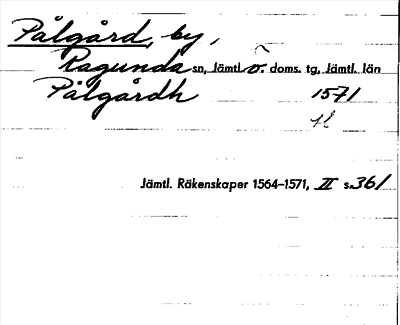 Pålgård, by,
Ragunda sn, Jämtl. ö. doms. tg, Jämtl. län
Pålgårdh 1571
Jämtl. Räkenskaper 1564–1571, II s. 361